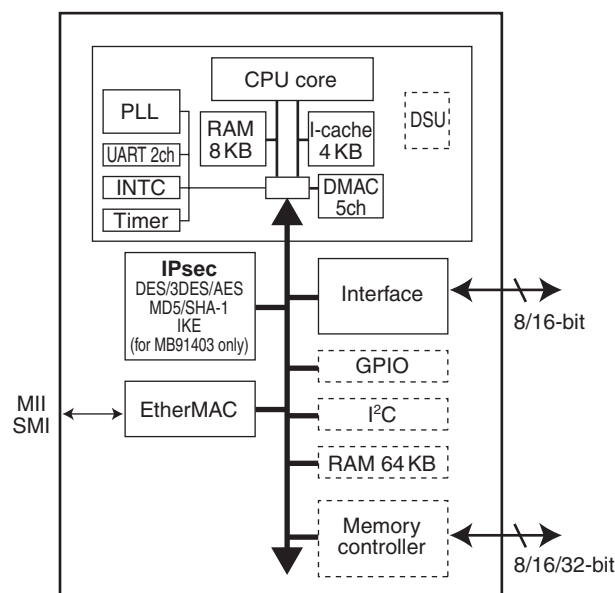 CPU core
PLL
RAM
8 KB
I-cache
4 KB
DSU
UART 2ch
INTC
DMAC
5ch
Timer
IPsec
DES/3DES/AES
MD5/SHA-1
IKE
(for MB91403 only)
Interface
8/16-bit
GPIO
MII
SMI
EtherMAC
I²C
RAM 64 KB
Memory
controller
8/16/32-bit